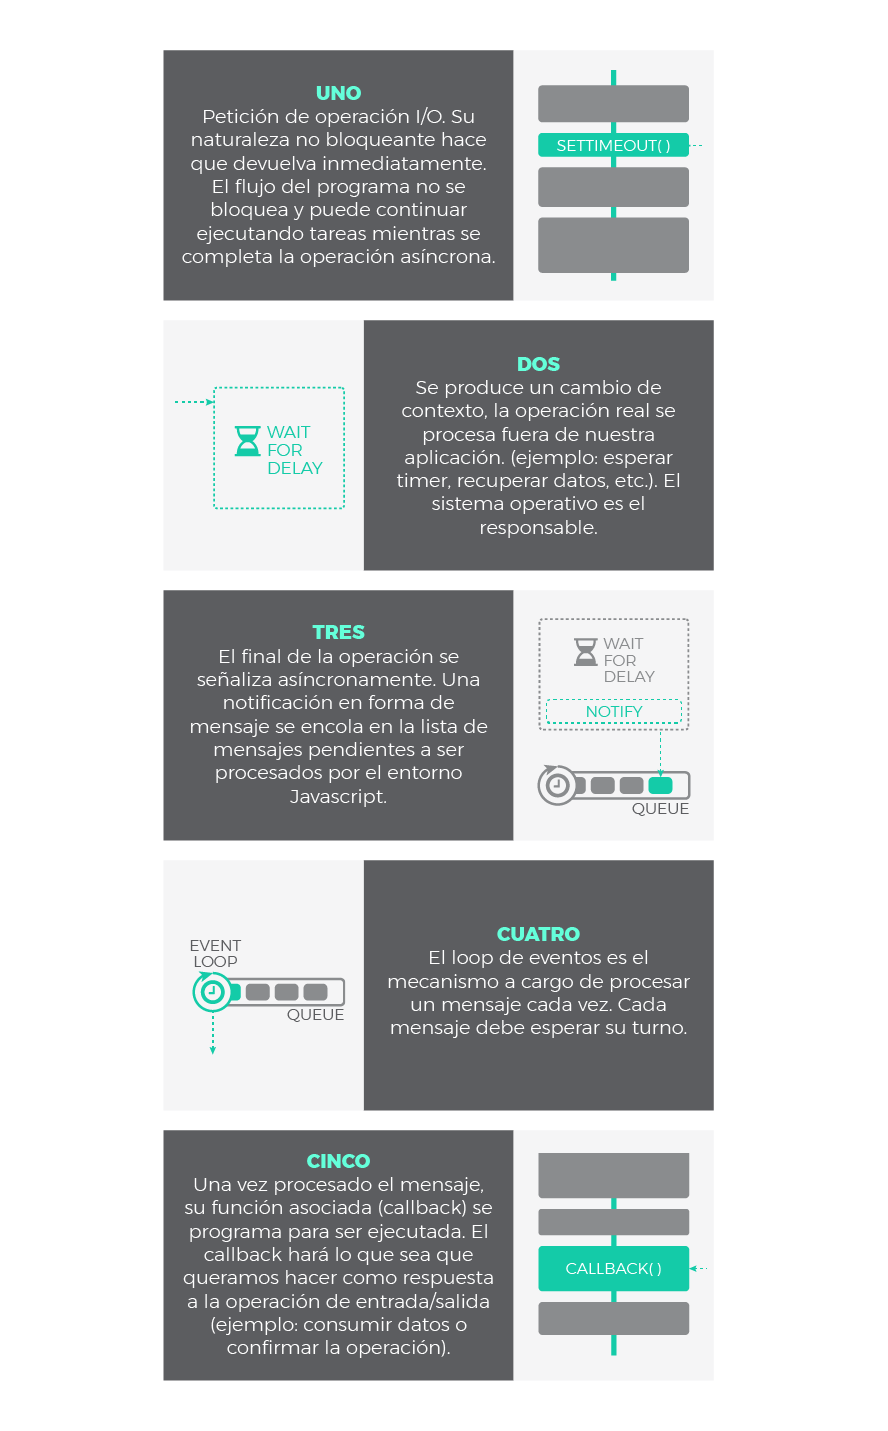 UNO
Petición de operación I/O. Su
naturaleza no bloqueante hace
que devuelva inmediatamente.
El flujo del programa no se
bloquea y puede continuar
ejecutando tareas mientras se
completa la operación asíncrona.
SETTIMEOUT( )
WAIT
FOR
DELAY
DOS
Se produce un cambio de
contexto, la operación real se
procesa fuera de nuestra
aplicación. (ejemplo: esperar
timer, recuperar datos, etc.). El
sistema operativo es el
responsable.
TRES
El final de la operación se
señaliza asíncronamente. Una
notificación en forma de
mensaje se encola en la lista de
mensajes pendientes a ser
procesados por el entorno
Javascript.
WAIT
FOR
DELAY
NOTIFY
QUEUE
EVENT
LOOP
QUEUE
CUATRO
El loop de eventos es el
mecanismo a cargo de procesar
un mensaje cada vez. Cada
mensaje debe esperar su turno.
CINCO
Una vez procesado el mensaje,
su función asociada (callback) se
programa para ser ejecutada. El
callback hará lo que sea que
queramos hacer como respuesta
a la operación de entrada/salida
(ejemplo: consumir datos o
confirmar la operación).
CALLBACK( )